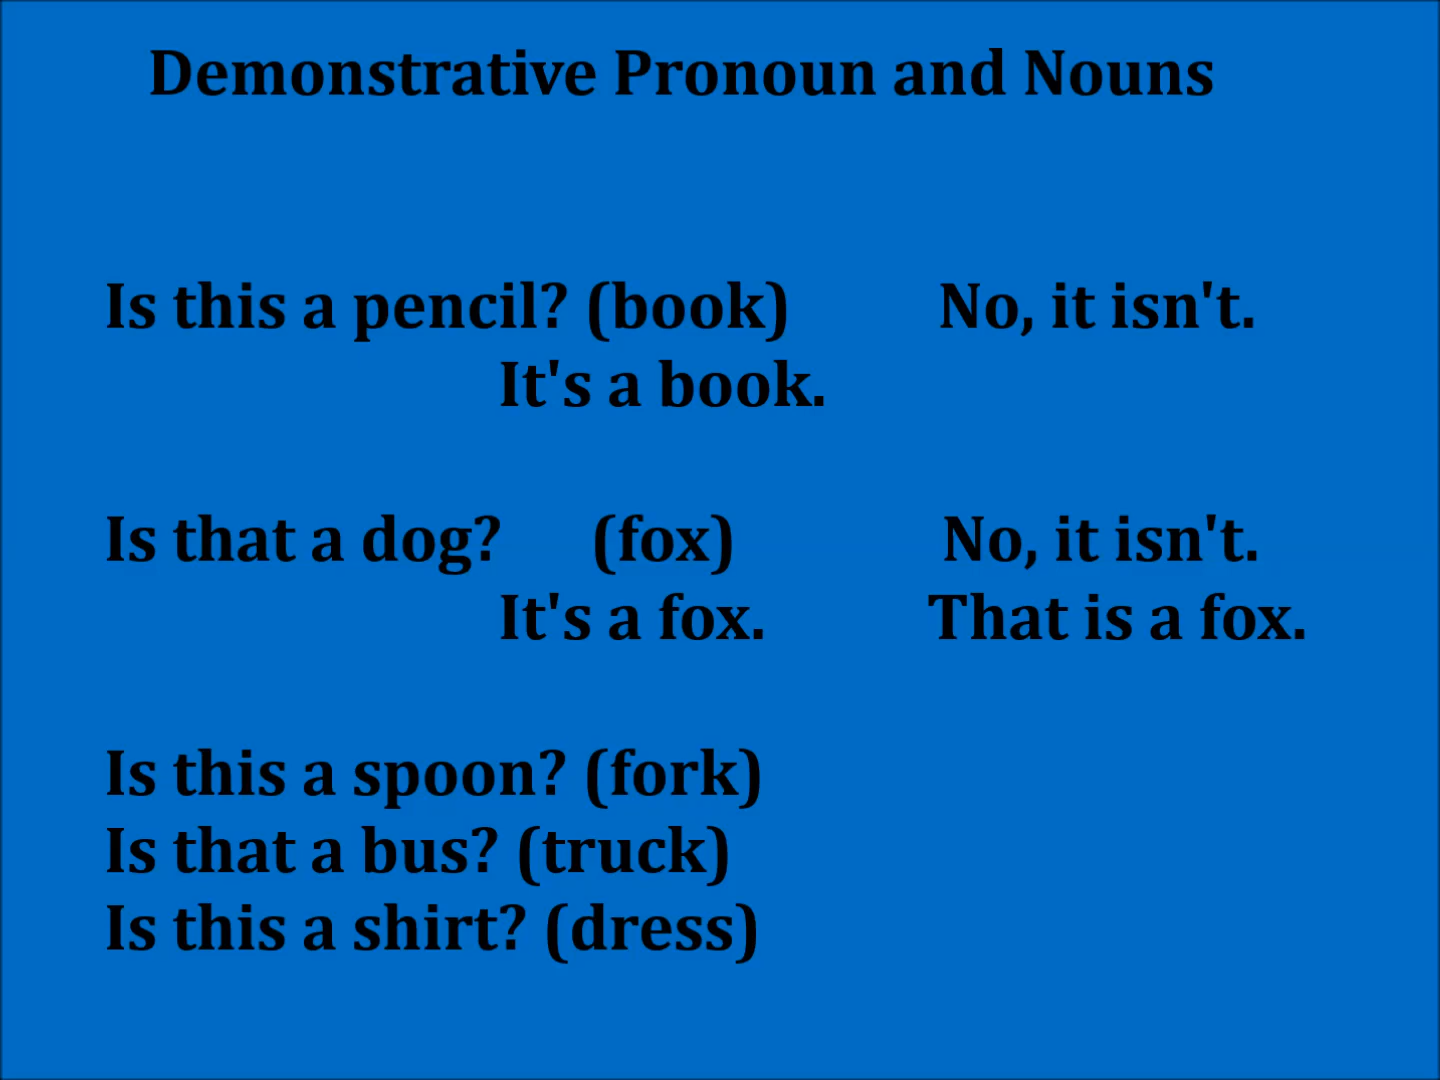 Demonstrative Pronoun and Nouns
Is this a pencil? (book) No, it isn't.
It's a book.
Is that a dog? (fox) No, it isn't.
It's a fox. That is a fox.
Is this a spoon? (fork)
Is that a bus? (truck)
Is this a shirt? (dress)